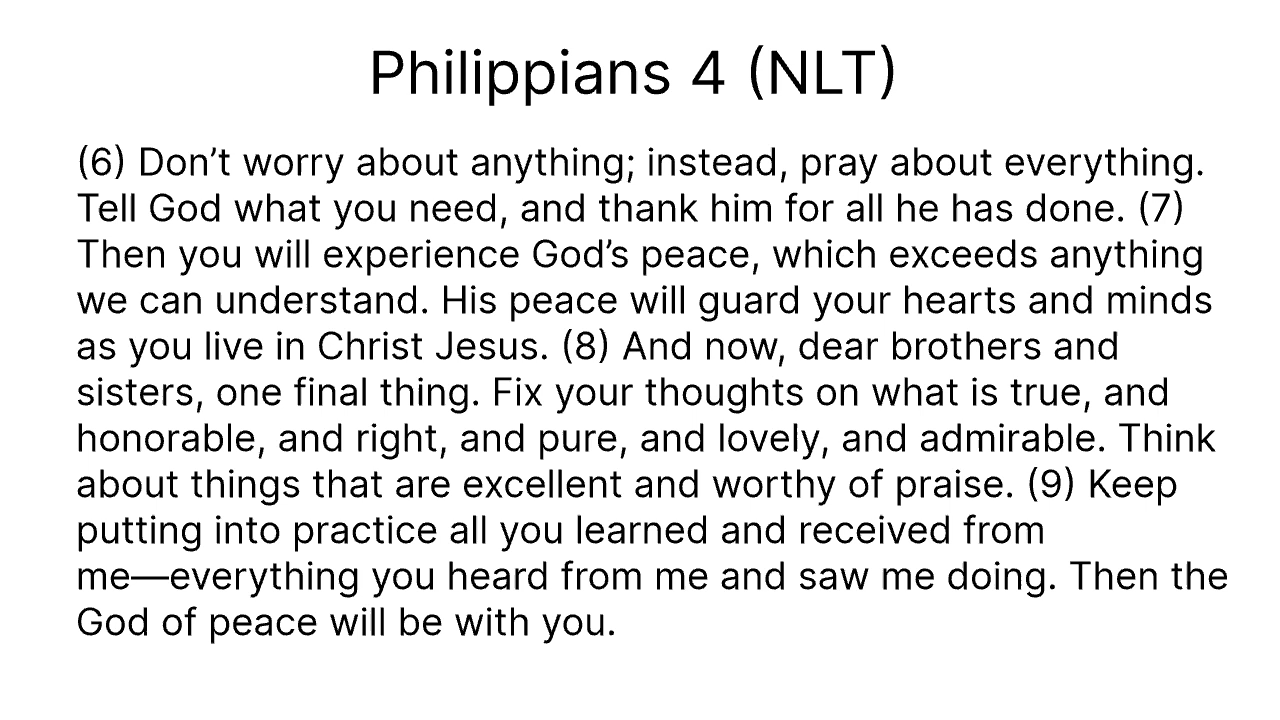 Philippians 4 (NLT)
(6) Don’t worry about anything; instead, pray about everything.
Tell God what you need, and thank him for all he has done. (7)
Then you will experience God’s peace, which exceeds anything
we can understand. His peace will guard your hearts and minds
as you live in Christ Jesus. (8) And now, dear brothers and
sisters, one final thing. Fix your thoughts on what is true, and
honorable, and right, and pure, and lovely, and admirable. Think
about things that are excellent and worthy of praise. (9) Keep
putting into practice all you learned and received from
me—everything you heard from me and saw me doing. Then the
God of peace will be with you.